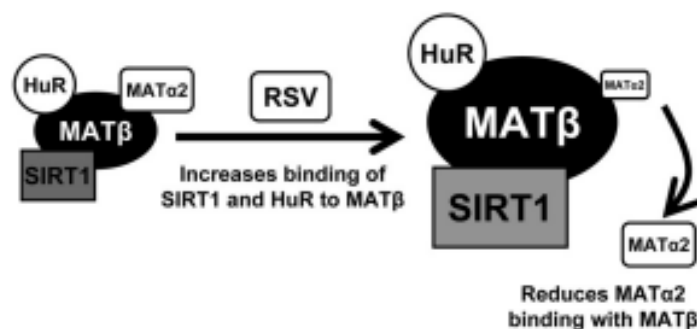 HuR
MATα2
MATβ
SIRT1
RSV
Increases binding of
SIRT1 and HuR to MATβ
HuR
MATα2
MATβ
SIRT1
MATα2
Reduces MATα2
binding with MATβ